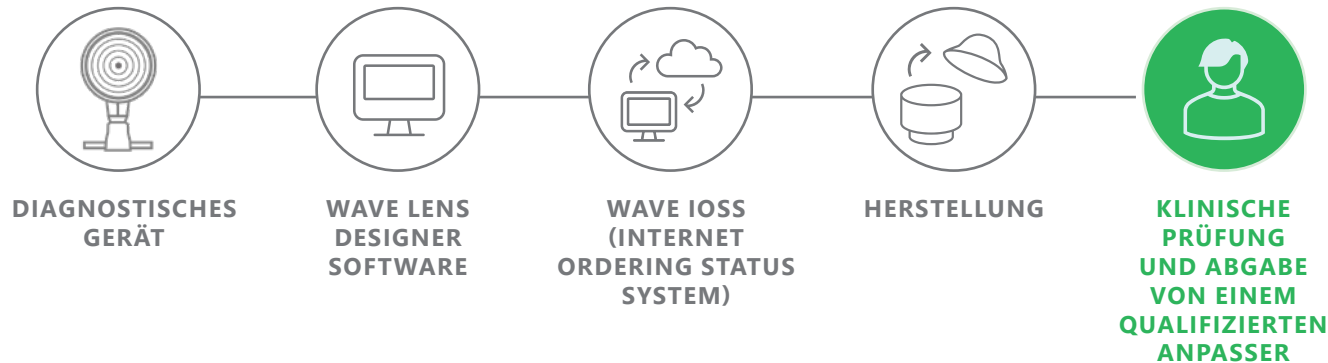 DIAGNOSTISCHES
GERÄT
WAVE LENS
DESIGNER
SOFTWARE
WAVE IOSS
(INTERNET
ORDERING STATUS
SYSTEM)
HERSTELLUNG
KLINISCHE
PRÜFUNG
UND ABGABE
VON EINEM
QUALIFIZIERTEN
ANPASSER